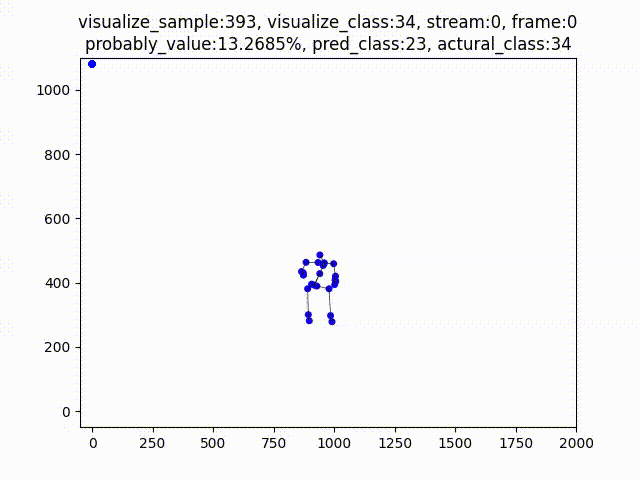 visualize_sample:393, visualize_class:34, stream:0, frame:0
probably_value:13.2685%, pred_class:23, actural_class:34
1000
800
600
400
200
0
0 250 500 750 1000 1250 1500 1750 2000